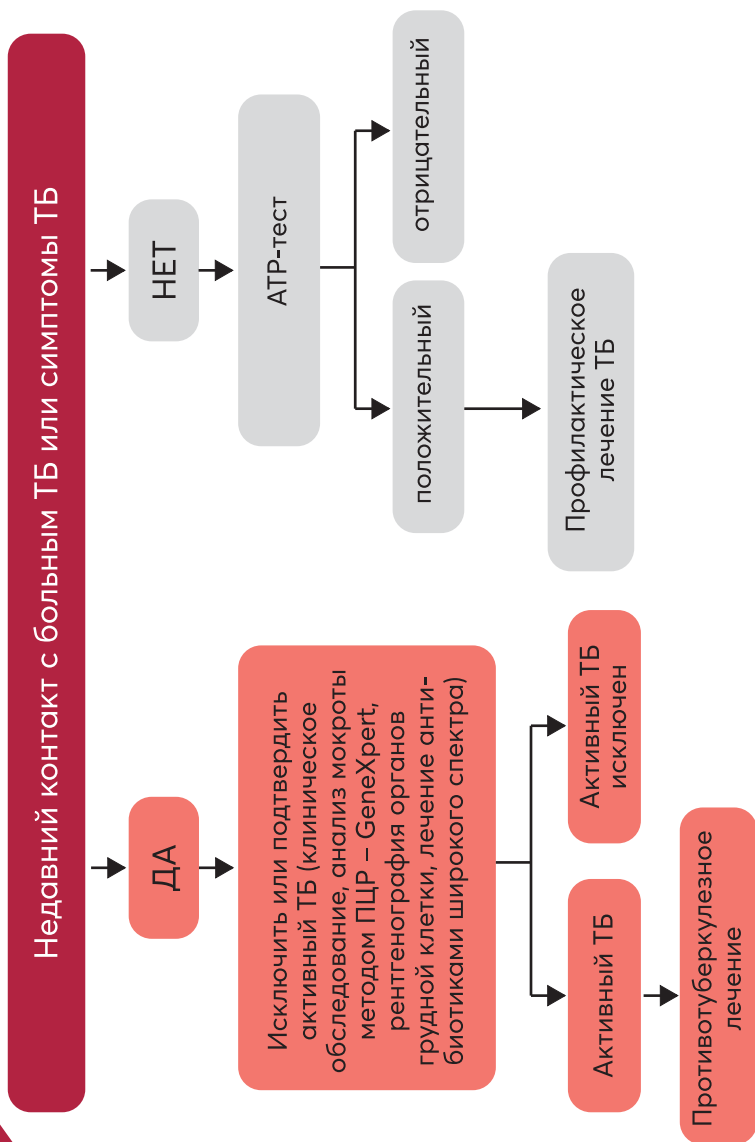 Недавний контакт с больным ТБ или симптомы ТБ
ДА
Исключить или подтвердить
активный ТБ (клиническое
обследование, анализ мокроты
методом ПЦР – GeneXpert,
рентгенография органов
грудной клетки, лечение анти-
биотиками широкого спектра)
Активный ТБ
Противотуберкулезное
лечение
Активный ТБ
исключен
НЕТ
АТР-тест
положительный
Профилактическое
лечение ТБ
отрицательный